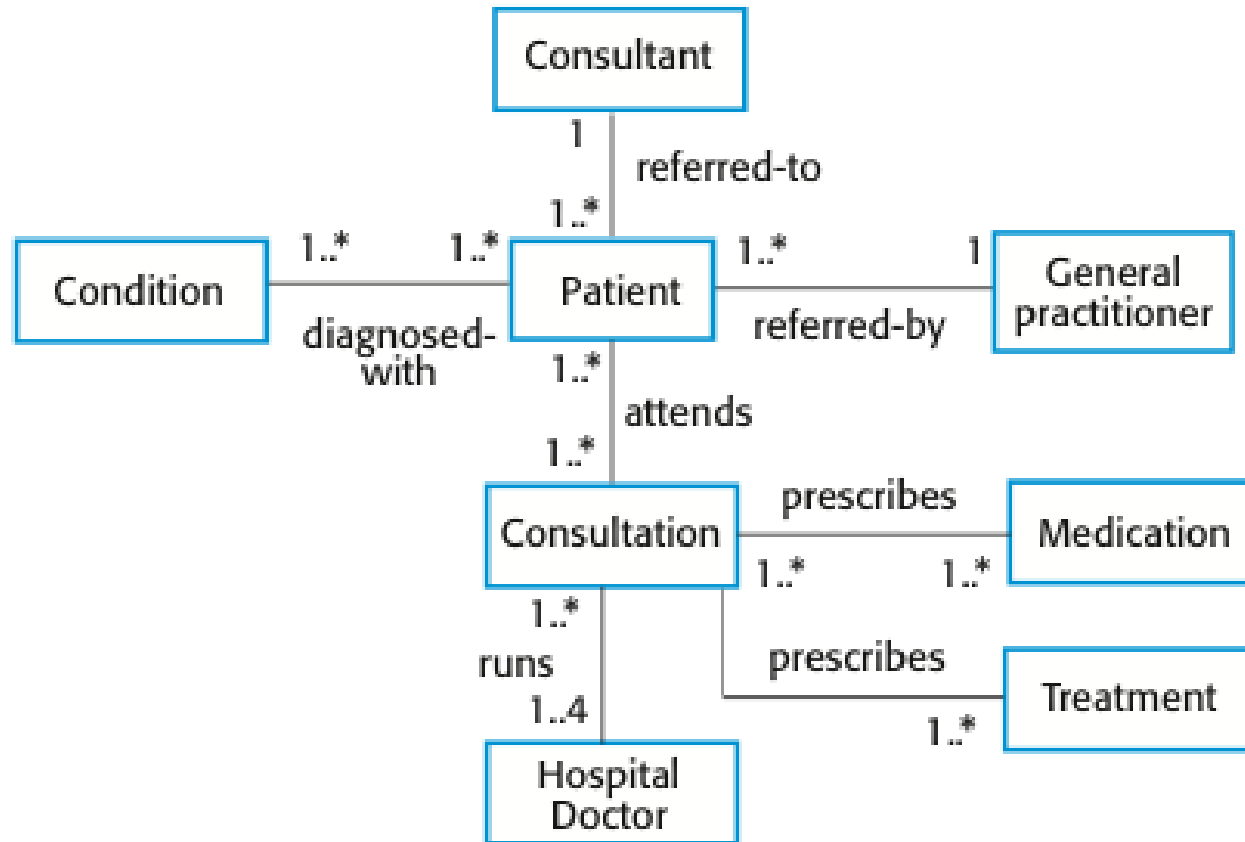 Consultant
1
referred-to
1..*
1..*
1..*
1..*
1
Condition
Patient
General
practitioner
diagnosed-
with
referred-by
1..*
attends
1..*
prescribes
Consultation
Medication
1..*
1..*
1..*
runs
prescribes
1..4
Treatment
1..*
Hospital
Doctor